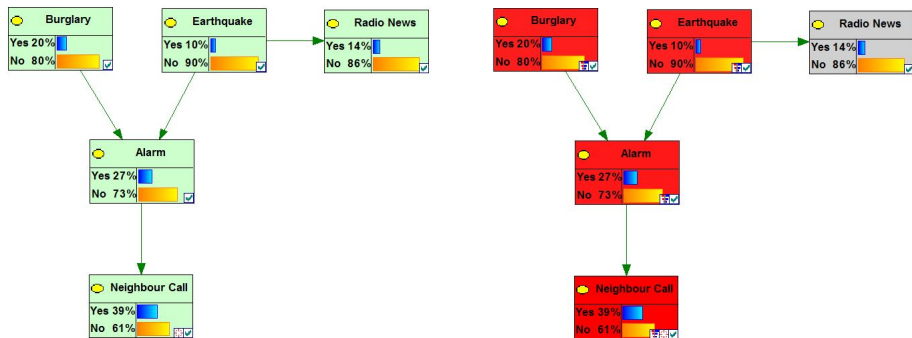 Burglary
Yes 20%
No 80%
Earthquake
Yes 10%
No 90%
Radio News
Yes 14%
No 86%
Alarm
Yes 27%
No 73%
Neighbour Call
Yes 39%
No 61%
Burglary
Yes 20%
No 80%
Earthquake
Yes 10%
No 90%
Radio News
Yes 14%
No 86%
Alarm
Yes 27%
No 73%
Neighbour Call
Yes 39%
No 61%